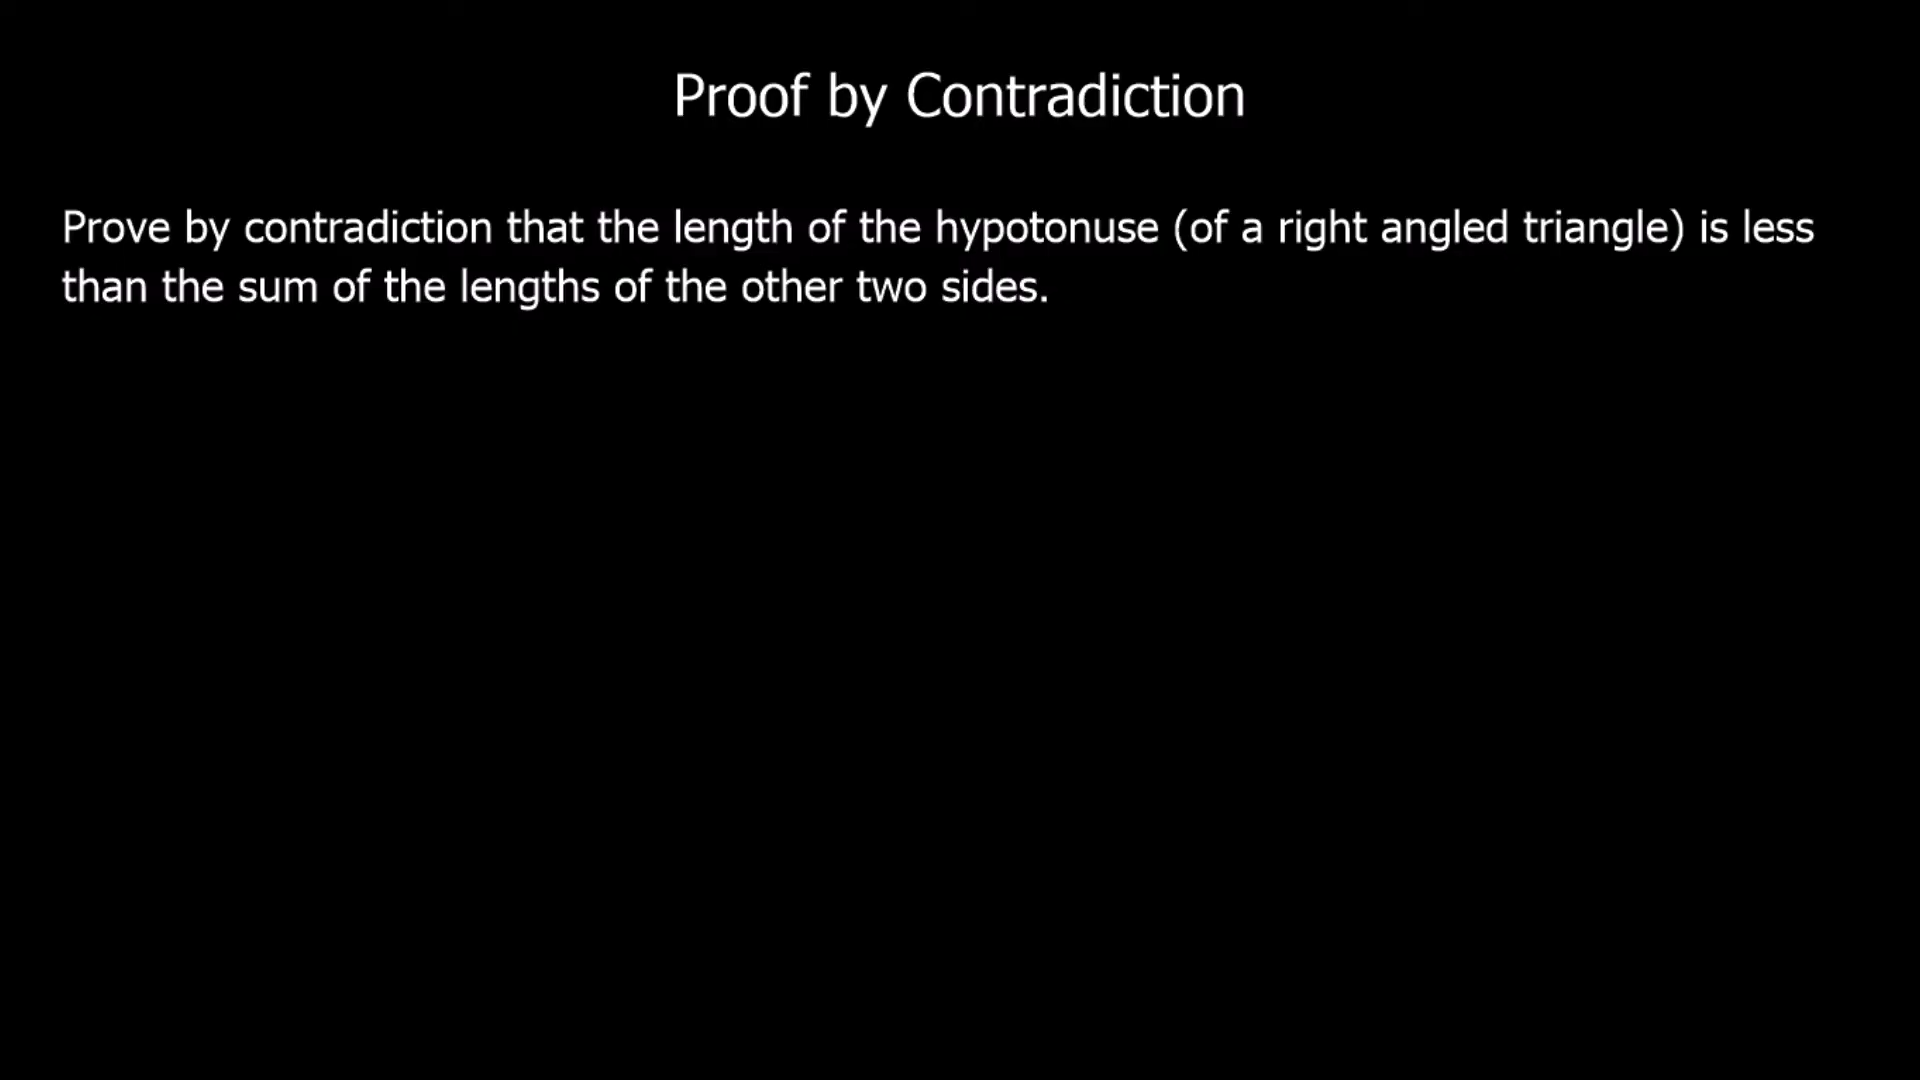 Proof by Contradiction
Prove by contradiction that the length of the hypotonuse (of a right angled triangle) is less
than the sum of the lengths of the other two sides.